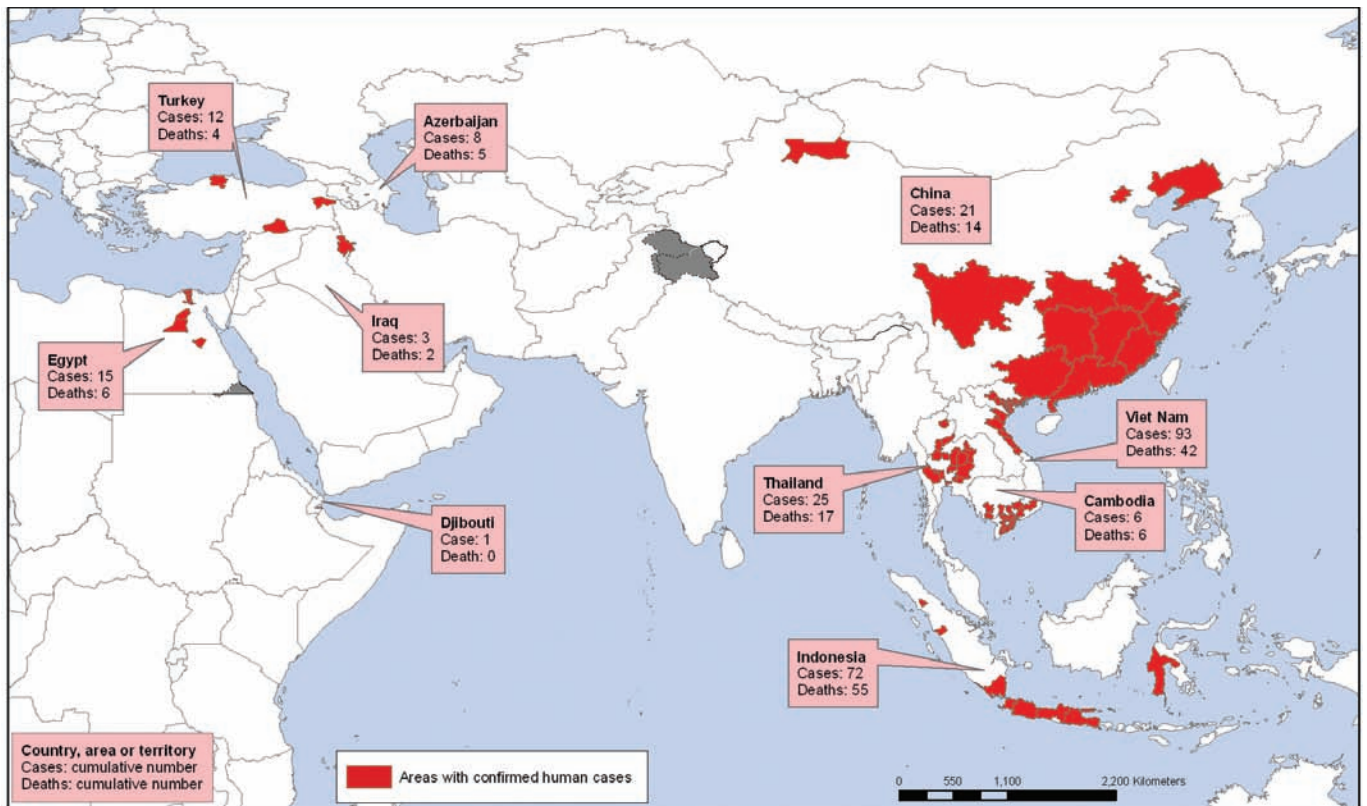 Turkey
Cases: 12
Deaths: 4
Azerbaijan
Cases: 8
Deaths: 5
China
Cases: 21
Deaths: 14
Iraq
Cases: 3
Deaths: 2
Egypt
Cases: 15
Deaths: 6
Viet Nam
Cases: 93
Deaths: 42
Thailand
Cases: 25
Deaths: 17
Cambodia
Cases: 6
Deaths: 6
Djibouti
Case: 1
Death: 0
Indonesia
Cases: 72
Deaths: 55
Country, area or territory
Cases: cumulative number
Deaths: cumulative number
Areas with confirmed human cases
0 550 1,100 2,200 Kilometers